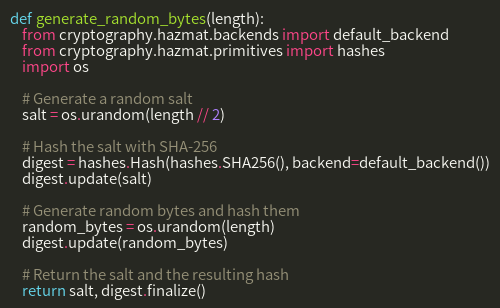 def generate_random_bytes(length):
from cryptography.hazmat.backends import default_backend
from cryptography.hazmat.primitives import hashes
import os
# Generate a random salt
salt = os.urandom(length // 2)
# Hash the salt with SHA-256
digest = hashes.Hash(hashes.SHA256(), backend=default_backend())
digest.update(salt)
# Generate random bytes and hash them
random_bytes = os.urandom(length)
digest.update(random_bytes)
# Return the salt and the resulting hash
return salt, digest.finalize()